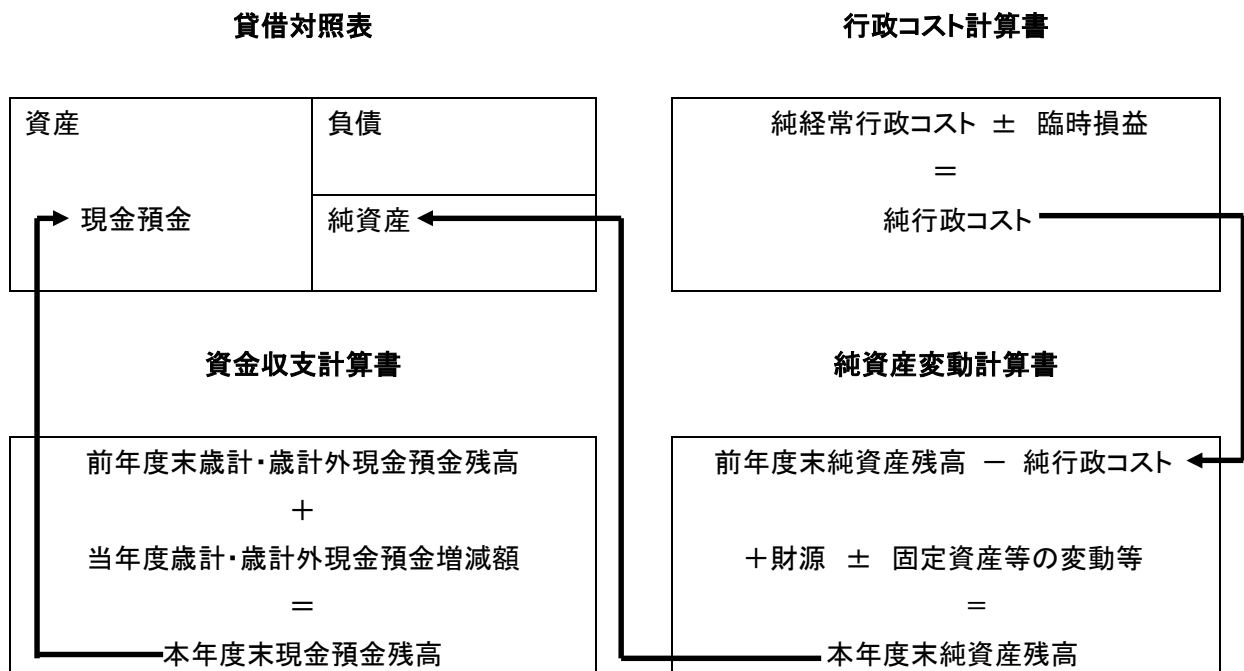 貸借対照表
資産
負債
現金預金
純資産
行政コスト計算書
純経常行政コスト ± 臨時損益
＝
純行政コスト
資金収支計算書
前年度末歳計・歳計外現金預金残高
＋
当年度歳計・歳計外現金預金増減額
＝
本年度末現金預金残高
純資産変動計算書
前年度末純資産残高 － 純行政コスト
＋財源 ± 固定資産等の変動等
＝
本年度末純資産残高